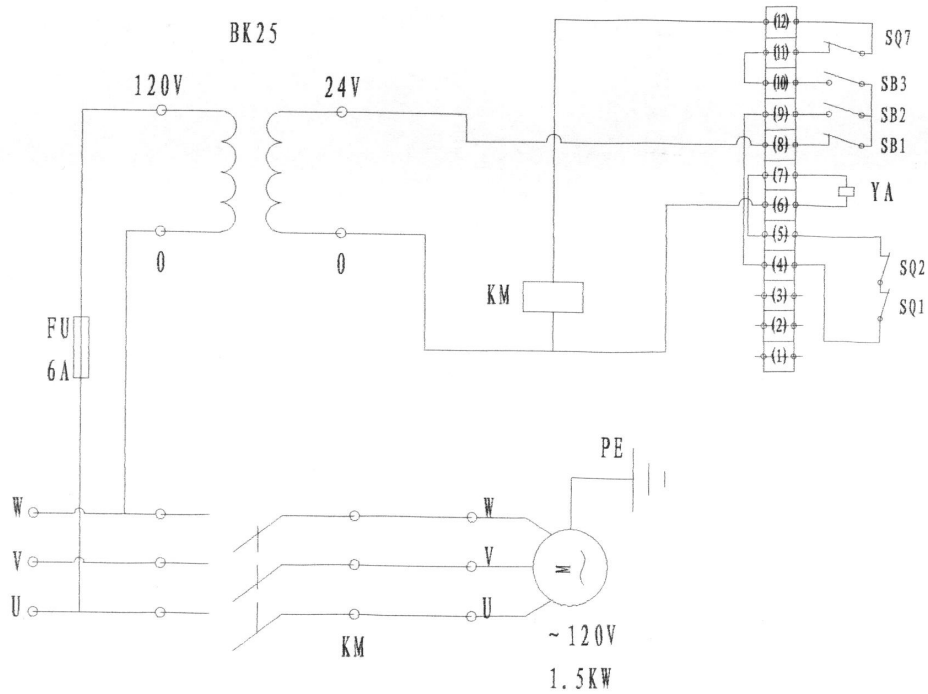 BK25
120V
24V
0
0
FU
6A
KM
(12)
(11)
(10)
(9)
(8)
(7)
(6)
(5)
(4)
(3)
(2)
(1)
SQ7
SB3
SB2
SB1
YA
SQ2
SQ1
PE
W
V
U
W
V
U
KM
M
~120V
1.5KW